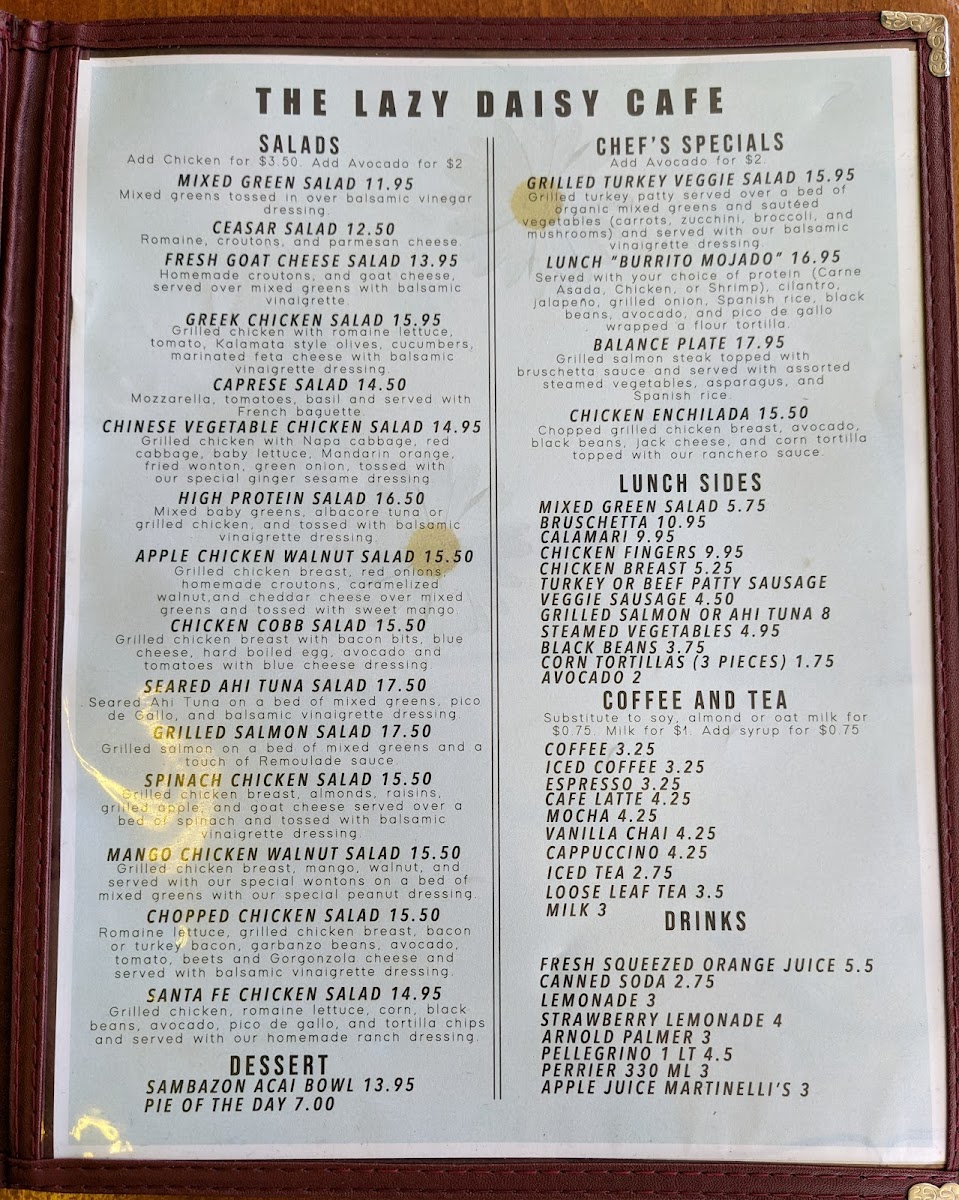 THE LAZY DAISY CAFE
SALADS
Add Chicken for $3.50. Add Avocado for $2
MIXED GREEN SALAD 11.95
Mixed greens tossed in over balsamic vinegar
dressing.
CEASAR SALAD 12.50
Romaine, croutons, and parmesan cheese.
FRESH GOAT CHEESE SALAD 13.95
Homemade croutons, and goat cheese,
served over mixed greens with balsamic
vinaigrette.
GREEK CHICKEN SALAD 15.95
Grilled chicken with romaine lettuce,
tomato, Kalamata style olives, cucumbers,
marinated feta cheese with balsamic
vinaigrette dressing.
CAPRESE SALAD 14.50
Mozzarella, tomatoes, basil and served with
French baguette.
CHINESE VEGETABLE CHICKEN SALAD 14.95
Grilled chicken with Napa cabbage, red
cabbage, baby lettuce, Mandarin orange,
fried wonton, green onion, tossed with
our special ginger sesame dressing.
HIGH PROTEIN SALAD 16.50
Mixed baby greens, albacore tuna or
grilled chicken, and tossed with balsamic
vinaigrette dressing.
APPLE CHICKEN WALNUT SALAD 15.50
Grilled chicken breast, red onions,
homemade croutons, caramelized
walnut,and cheddar cheese over mixed
greens and tossed with sweet mango.
CHICKEN COBB SALAD 15.50
Grilled chicken breast with bacon bits, blue
cheese, hard boiled egg, avocado and
tomatoes with blue cheese dressing.
SEARED AHI TUNA SALAD 17.50
Seared Ahi Tuna on a bed of mixed greens, pico
de Gallo, and balsamic vinaigrette dressing.
GRILLED SALMON SALAD 17.50
Grilled salmon on a bed of mixed greens and a
touch of Remoulade sauce.
SPINACH CHICKEN SALAD 15.50
Grilled chicken breast, almonds, raisins,
grilled apple, and goat cheese served over a
bed of spinach and tossed with balsamic
vinaigrette dressing.
MANGO CHICKEN WALNUT SALAD 15.50
Grilled chicken breast, mango, walnut, and
served with our special wontons on a bed of
mixed greens with our special peanut dressing.
CHOPPED CHICKEN SALAD 15.50
Romaine lettuce, grilled chicken breast, bacon
or turkey bacon, garbanzo beans, avocado,
tomato, beets and Gorgonzola cheese and
served with balsamic vinaigrette dressing.
SANTA FE CHICKEN SALAD 14.95
Grilled chicken, romaine lettuce, corn, black
beans, avocado, pico de gallo, and tortilla chips
and served with our homemade ranch dressing.
DESSERT
SAMBAZON ACAI BOWL 13.95
PIE OF THE DAY 7.00
CHEF'S SPECIALS
Add Avocado for $2.
GRILLED TURKEY VEGGIE SALAD 15.95
Grilled turkey patty served over a bed of
organic mixed greens and sautéed
vegetables (carrots, zucchini, broccoli, and
mushrooms) and served with our balsamic
vinaigrette dressing.
LUNCH "BURRITO MOJADO" 16.95
Served with your choice of protein (Carne
Asada, Chicken, or Shrimp), cilantro,
jalapeño, grilled onion, Spanish rice, black
beans, avocado, and pico de gallo
wrapped a flour tortilla.
BALANCE PLATE 17.95
Grilled salmon steak topped with
bruschetta sauce and served with assorted
steamed vegetables, asparagus, and
Spanish rice.
CHICKEN ENCHILADA 15.50
Chopped grilled chicken breast, avocado,
black beans, jack cheese, and corn tortilla
topped with our ranchero sauce.
LUNCH SIDES
MIXED GREEN SALAD 5.75
BRUSCHETTA 10.95
CALAMARI 9.95
CHICKEN FINGERS 9.95
CHICKEN BREAST 5.25
TURKEY OR BEEF PATTY SAUSAGE
VEGGIE SAUSAGE 4.50
GRILLED SALMON OR AHI TUNA 8
STEAMED VEGETABLES 4.95
BLACK BEANS 3.75
CORN TORTILLAS (3 PIECES) 1.75
AVOCADO 2
COFFEE AND TEA
Substitute to soy, almond or oat milk for
$0.75. Milk for $1. Add syrup for $0.75
COFFEE 3.25
ICED COFFEE 3.25
ESPRESSO 3.25
CAFE LATTE 4.25
MOCHA 4.25
VANILLA CHAI 4.25
CAPPUCCINO 4.25
ICED TEA 2.75
LOOSE LEAF TEA 3.5
MILK 3
DRINKS
FRESH SQUEEZED ORANGE JUICE 5.5
CANNED SODA 2.75
LEMONADE 3
STRAWBERRY LEMONADE 4
ARNOLD PALMER 3
PELLEGRINO 1 LT 4.5
PERRIER 330 ML 3
APPLE JUICE MARTINELLI'S 3